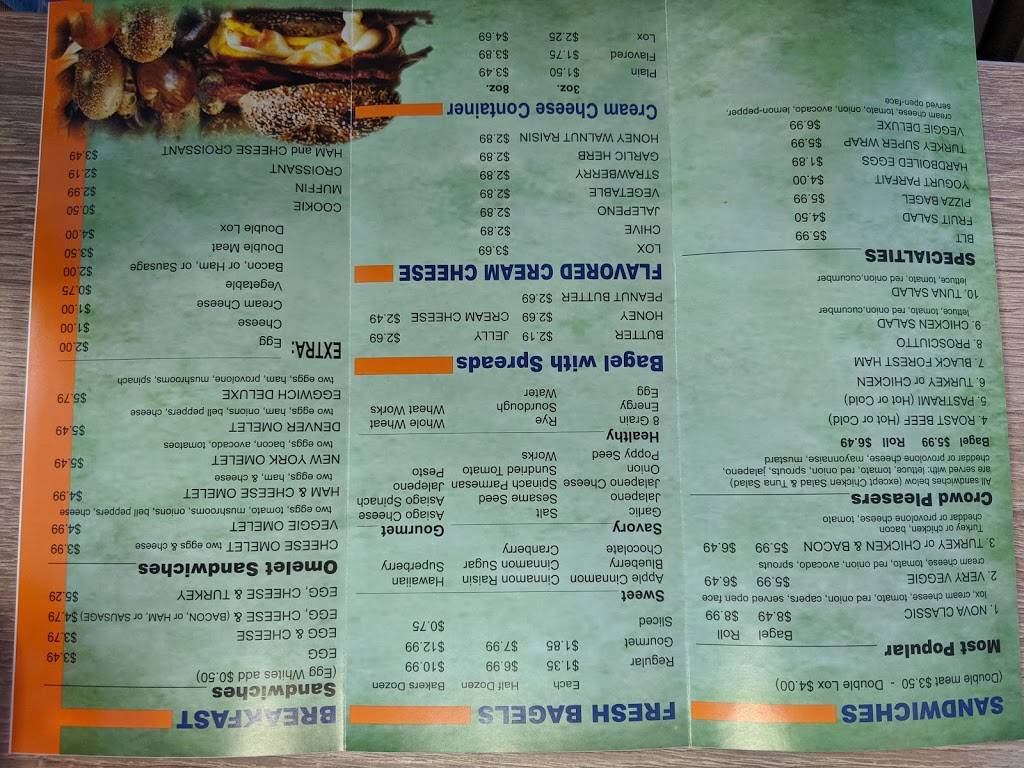 SANDWICHES
(Double meat $3.50 - Double Lox $4.00)
Most Popular
Bagel Roll
1. NOVA CLASSIC $8.49 $8.99
lox, cream cheese, tomato, red onion, capers, served open face
2. VERY VEGGIE $5.99 $6.49
cream cheese, tomato, red onion, avocado, sprouts
3. TURKEY or CHICKEN & BACON $5.99 $6.49
Turkey or chicken, bacon
cheddar or provolone cheese, tomato
Crowd Pleasers
All sandwiches below (except Chicken Salad & Tuna Salad)
are served with: lettuce, tomato, red onion, sprouts, jalapeno,
cheddar or provolone cheese, mayonnaise, mustard
Bagel $5.99 Roll $6.49
4. ROAST BEEF (Hot or Cold)
5. PASTRAMI (Hot or Cold)
6. TURKEY or CHICKEN
7. BLACK FOREST HAM
8. PROSCIUTTO
9. CHICKEN SALAD
lettuce, tomato, red onion,cucumber
10. TUNA SALAD
lettuce, tomato, red onion,cucumber
SPECIALTIES
BLT $5.99
FRUIT SALAD $4.50
PIZZA BAGEL $5.99
YOGURT PARFAIT $4.00
HARDBOILED EGGS $1.89
TURKEY SUPER WRAP $5.99
VEGGIE DELUXE $6.99
cream cheese, tomato, onion, avocado, lemon-pepper,
served open-face
FRESH BAGELS
Each Half Dozen Bakers Dozen
Regular $1.35 $6.99 $10.99
Gourmet $1.85 $7.99 $12.99
Sliced $0.75
Sweet
Apple Cinnamon Cinnamon Raisin Hawaiian
Blueberry Cinnamon Sugar Superberry
Chocolate Cranberry
Savory Gourmet
Garlic Salt Asiago Cheese
Jalapeno Sesame Seed Asiago Spinach
Jalapeno Cheese Spinach Parmesan Jalepeno
Onion Sundried Tomato Pesto
Poppy Seed Works
Healthy
8 Grain Rye Whole Wheat
Energy Sourdough Wheat Works
Egg Water
Bagel with Spreads
BUTTER $2.19 JELLY $2.69
HONEY $2.69 CREAM CHEESE $2.49
PEANUT BUTTER $2.69
FLAVORED CREAM CHEESE
LOX $3.69
CHIVE $2.89
JALEPENO $2.89
VEGETABLE $2.89
STRAWBERRY $2.89
GARLIC HERB $2.89
HONEY WALNUT RAISIN $2.89
Cream Cheese Container
3oz. 8oz.
Plain $1.50 $3.49
Flavored $1.75 $3.89
Lox $2.25 $4.69
BREAKFAST
Sandwiches
(Egg Whites add $0.50)
EGG $3.49
EGG & CHEESE $3.79
EGG, CHEESE & (BACON, or HAM, or SAUSAGE) $4.79
EGG, CHEESE & TURKEY $5.29
Omelet Sandwiches
CHEESE OMELET two eggs & cheese $3.99
VEGGIE OMELET $4.99
two eggs, tomato, mushrooms, onions, bell peppers, cheese
HAM & CHEESE OMELET $4.99
two eggs, ham, & cheese
NEW YORK OMELET $5.49
two eggs, bacon, avocado, tomatoes
DENVER OMELET $5.49
two eggs, ham, onions, bell peppers, cheese
EGGWICH DELUXE $5.79
two eggs, ham, provolone, mushrooms, spinach
EXTRA:
Egg $2.00
Cheese $1.00
Cream Cheese $1.00
Vegetable $0.75
Bacon, or Ham, or Sausage $2.00
Double Meat $3.50
Double Lox $4.00
COOKIE $0.50
MUFFIN $2.99
CROISSANT $2.19
HAM and CHEESE CROISSANT $3.49